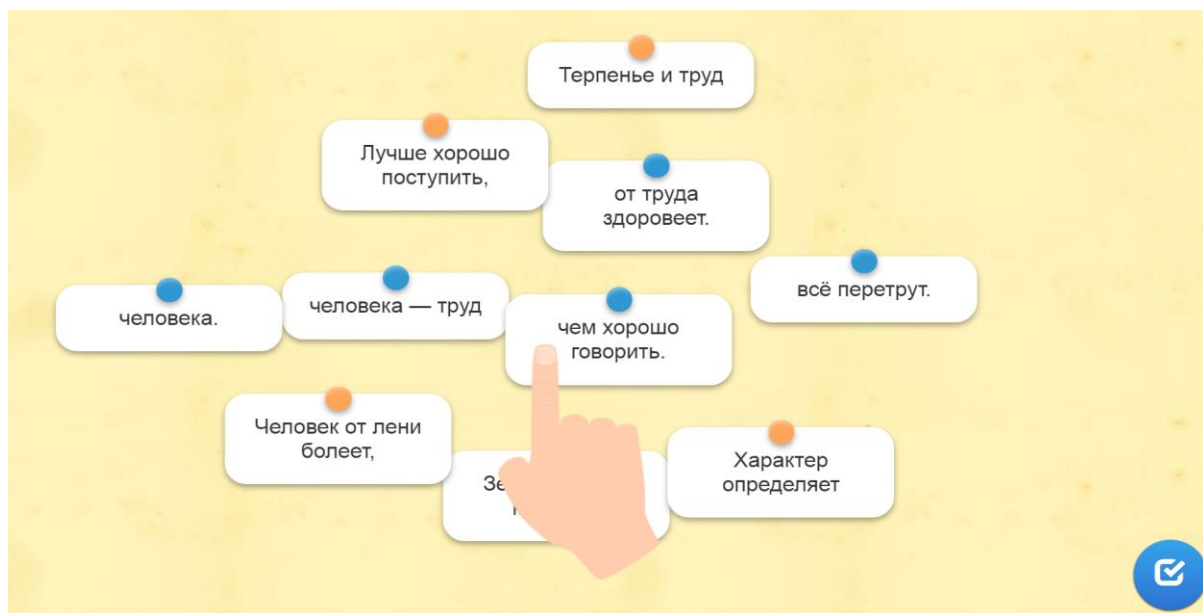 Терпенье и труд
Лучше хорошо
поступить,
от труда
здоровеет.
всё перетрут.
человека.
человека — труд
чем хорошо
говорить.
Человек от лени
болеет,
Характер
определяет